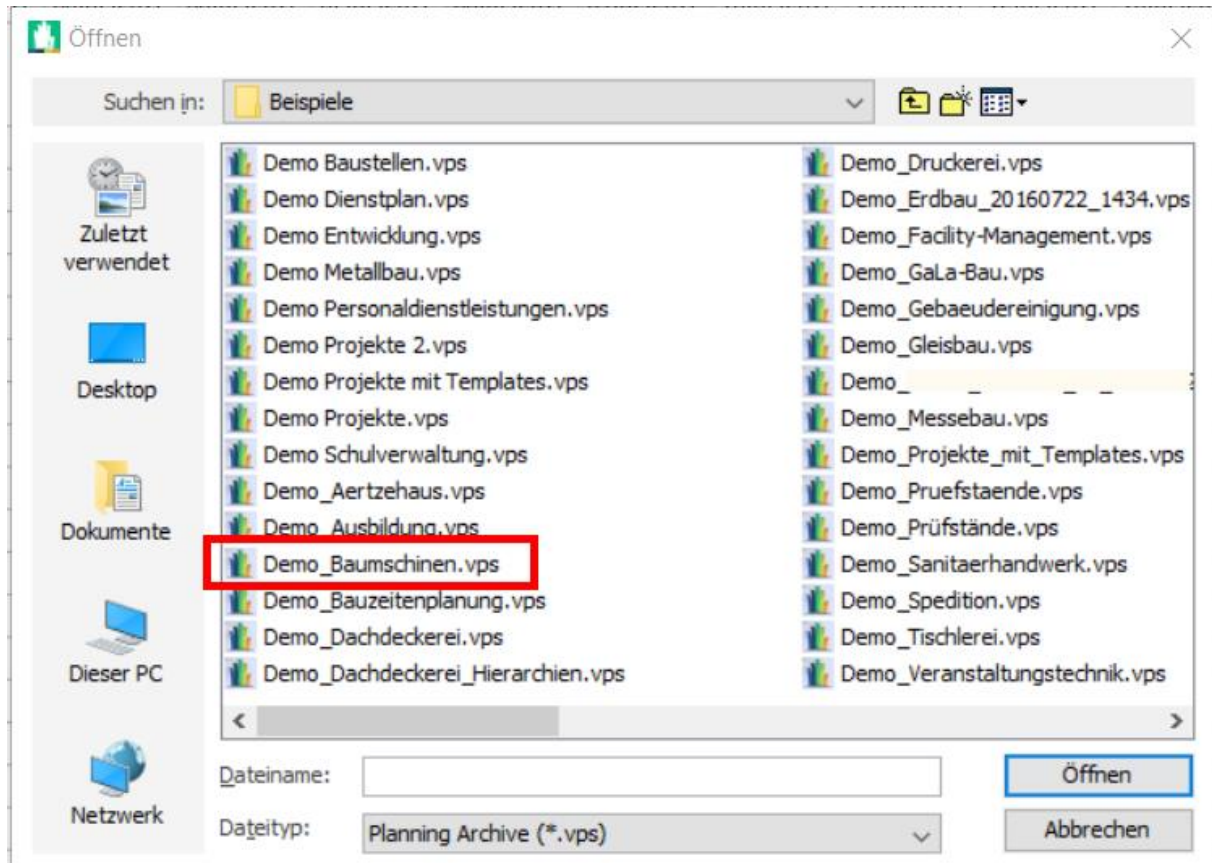 Öffnen
Suchen in:
Beispiele
Zuletzt
verwendet
Desktop
Dokumente
Dieser PC
Netzwerk
Demo Baustellen.vps
Demo Dienstplan.vps
Demo Entwicklung.vps
Demo Metallbau.vps
Demo Personaldienstleistungen.vps
Demo Projekte 2.vps
Demo Projekte mit Templates.vps
Demo Projekte.vps
Demo Schulverwaltung.vps
Demo_Aertzehaus.vps
Demo_Ausbildung.vps
Demo_Baumschinen.vps
Demo_Bauzeitenplanung.vps
Demo_Dachdeckerei.vps
Demo_Dachdeckerei_Hierarchien.vps
Demo_Druckerei.vps
Demo_Erdbau_20160722_1434.vps
Demo_Facility-Management.vps
Demo_GaLa-Bau.vps
Demo_Gebaeudereinigung.vps
Demo_Gleisbau.vps
Demo_
Demo_Messebau.vps
Demo_Projekte_mit_Templates.vps
Demo_Pruefstaende.vps
Demo_Prüfstände.vps
Demo_Sanitaerhandwerk.vps
Demo_Spedition.vps
Demo_Tischlerei.vps
Demo_Veranstaltungstechnik.vps
Dateiname:
Öffnen
Dateityp:
Planning Archive (*.vps)
Abbrechen